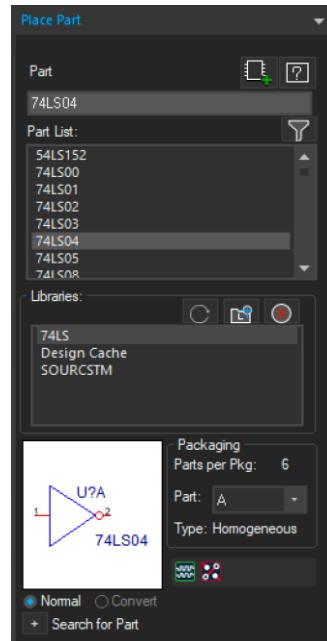 Place Part
Part
74LS04
Part List:
54LS152
74LS00
74LS01
74LS02
74LS03
74LS04
74LS05
74LS08
Libraries:
74LS
Design Cache
SOURCSTM
Packaging
Parts per Pkg: 6
Part: A
Type: Homogeneous
U?A
1
2
74LS04
Normal Convert
+ Search for Part